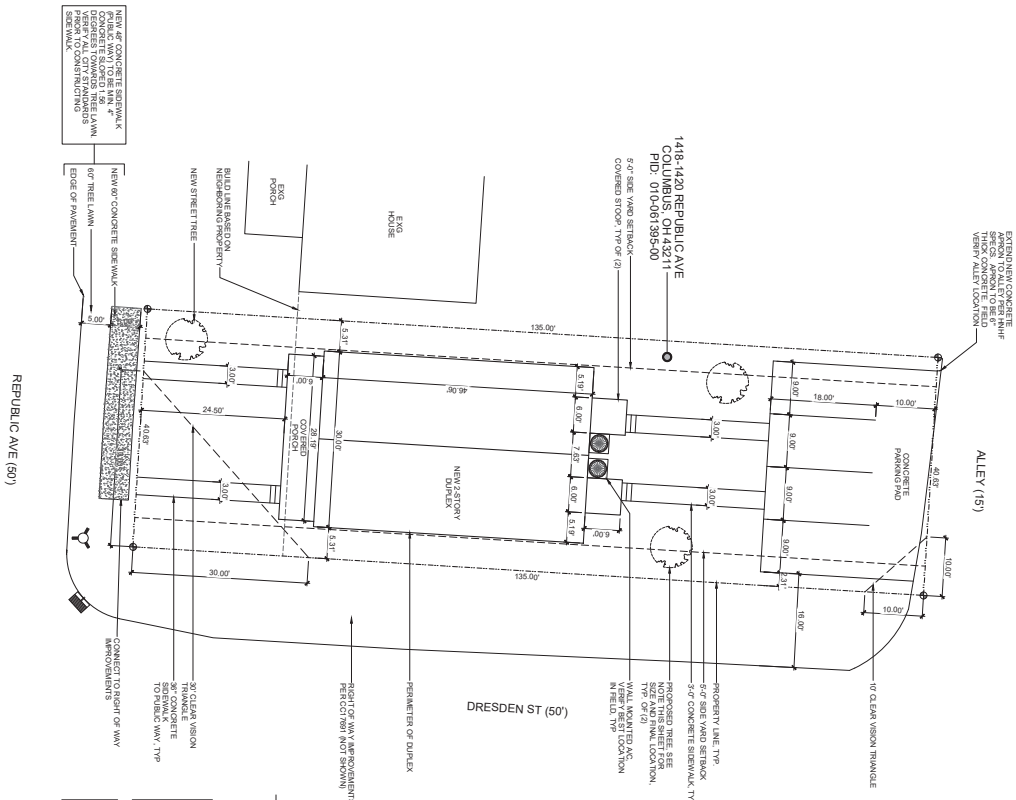 NEW 48" CONCRETE SIDEWALK
(PUBLIC WAY) TO BE MIN. 4"
CONCRETE SLOPED 1.56
DEGREES TOWARDS TREE LAWN.
VERIFY ALL CITY STANDARDS
PRIOR TO CONSTRUCTING
SIDEWALK.
NEW 60" CONCRETE SIDEWALK
60" TREE LAWN
EDGE OF PAVEMENT
NEW STREET TREE
BUILD LINE BASED ON
NEIGHBORING PROPERTY
EXG
PORCH
EXG
HOUSE
1418-1420 REPUBLIC AVE
COLUMBUS, OH 43211
PID: 010-061395-00
5'-0" SIDE YARD SETBACK
COVERED STOOP, TYP OF (2)
EXTEND NEW CONCRETE
APRON TO ALLEY PER HNHF
SPECS. APRON TO BE 6"
THICK CONCRETE. FIELD
VERIFY ALLEY LOCATION
ALLEY (15')
REPUBLIC AVE (50')
DRESDEN ST (50')
5.00'
135.00'
5.31'
3.00'
24.50'
40.63'
3.00'
6.00'
28.19'
COVERED
PORCH
30.00'
46.06'
NEW 2-STORY
DUPLEX
5.31'
30.00'
135.00'
5.19'
6.00'
7.63'
6.00'
5.19'
6.00'
3.00'
3.00'
9.00'
18.00'
10.00'
9.00'
9.00'
9.00'
2.31'
CONCRETE
PARKING PAD
40.63'
10.00'
10.00'
16.00'
10' CLEAR VISION TRIANGLE
PROPERTY LINE, TYP.
5'-0" SIDE YARD SETBACK
3'-0" CONCRETE SIDEWALK, TY
PROPOSED TREE, SEE
NOTE THIS SHEET FOR
SIZE AND FINAL LOCATION,
TYP. OF (2)
WALL MOUNTED A/C,
VERIFY BEST LOCATION
IN FIELD, TYP
PERIMETER OF DUPLEX
RIGHT OF WAY IMPROVEMENT
PER CC17691 (NOT SHOWN)
30' CLEAR VISION
TRIANGLE
36" CONCRETE
SIDEWALK
TO PUBLIC WAY, TYP
CONNECT TO RIGHT OF WAY
IMPROVEMENTS